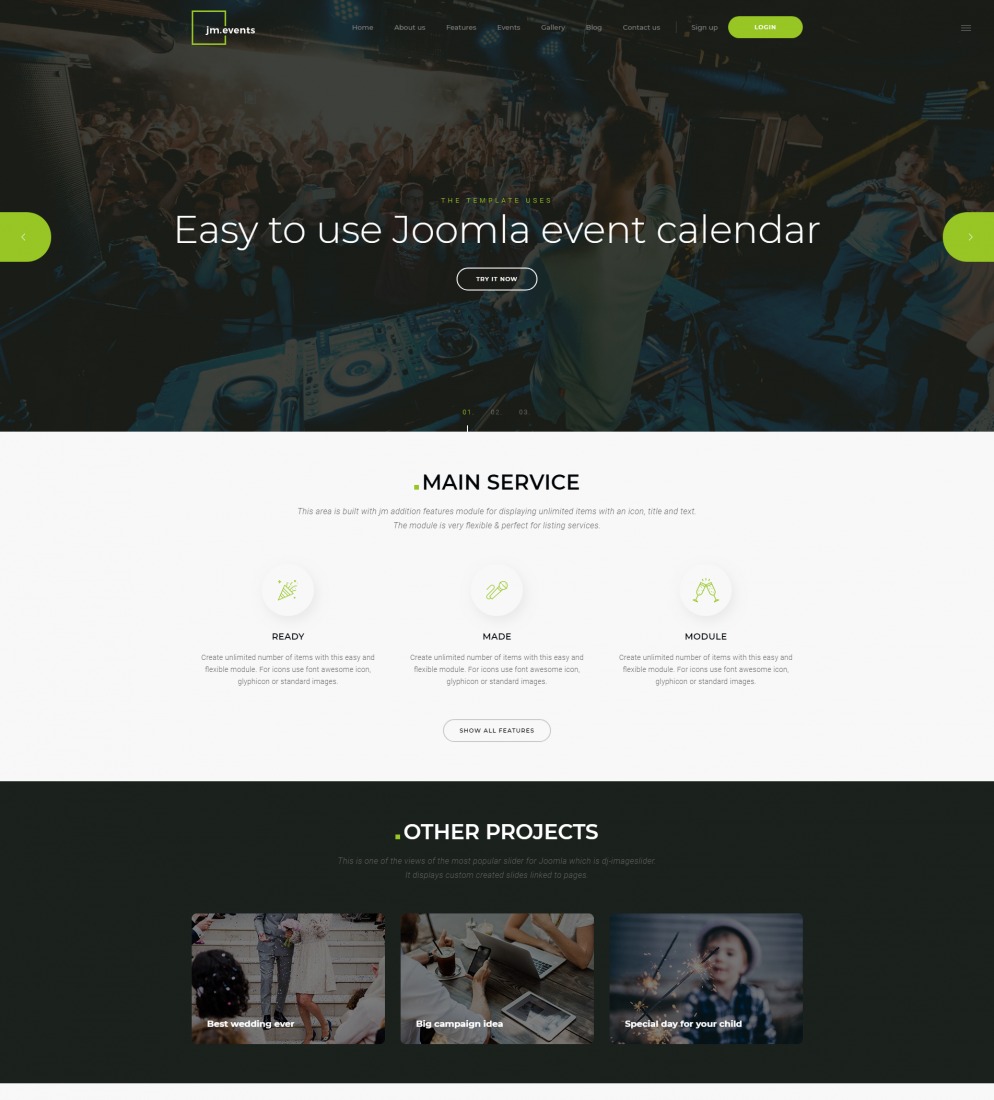 jm.events
Home About us Features Events Gallery Blog Contact us Sign up LOGIN
THE TEMPLATE USES
Easy to use Joomla event calendar
TRY IT NOW
01. 02. 03.
.MAIN SERVICE
This area is built with jm addition features module for displaying unlimited items with an icon, title and text.
The module is very flexible & perfect for listing services.
READY
Create unlimited number of items with this easy and
flexible module. For icons use font awesome icon,
glyphicon or standard images.
MADE
Create unlimited number of items with this easy and
flexible module. For icons use font awesome icon,
glyphicon or standard images.
MODULE
Create unlimited number of items with this easy and
flexible module. For icons use font awesome icon,
glyphicon or standard images.
SHOW ALL FEATURES
.OTHER PROJECTS
This is one of the views of the most popular slider for Joomla which is dj-imageslider.
It displays custom created slides linked to pages.
Best wedding ever
Big campaign idea
Special day for your child